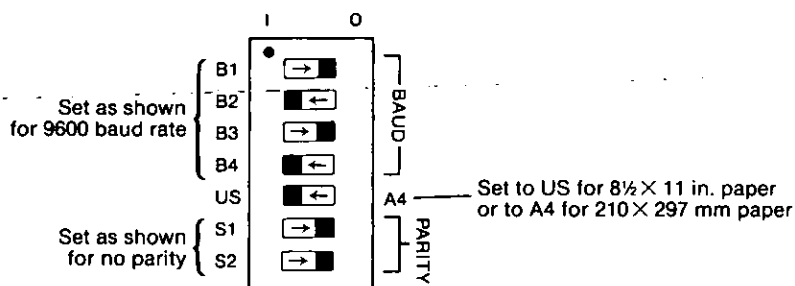 I O
B1
B2
B3
B4
US
S1
S2
Set as shown
for 9600 baud rate
Set as shown
for no parity
BAUD
A4
PARITY
Set to US for 8½ × 11 in. paper
or to A4 for 210 × 297 mm paper